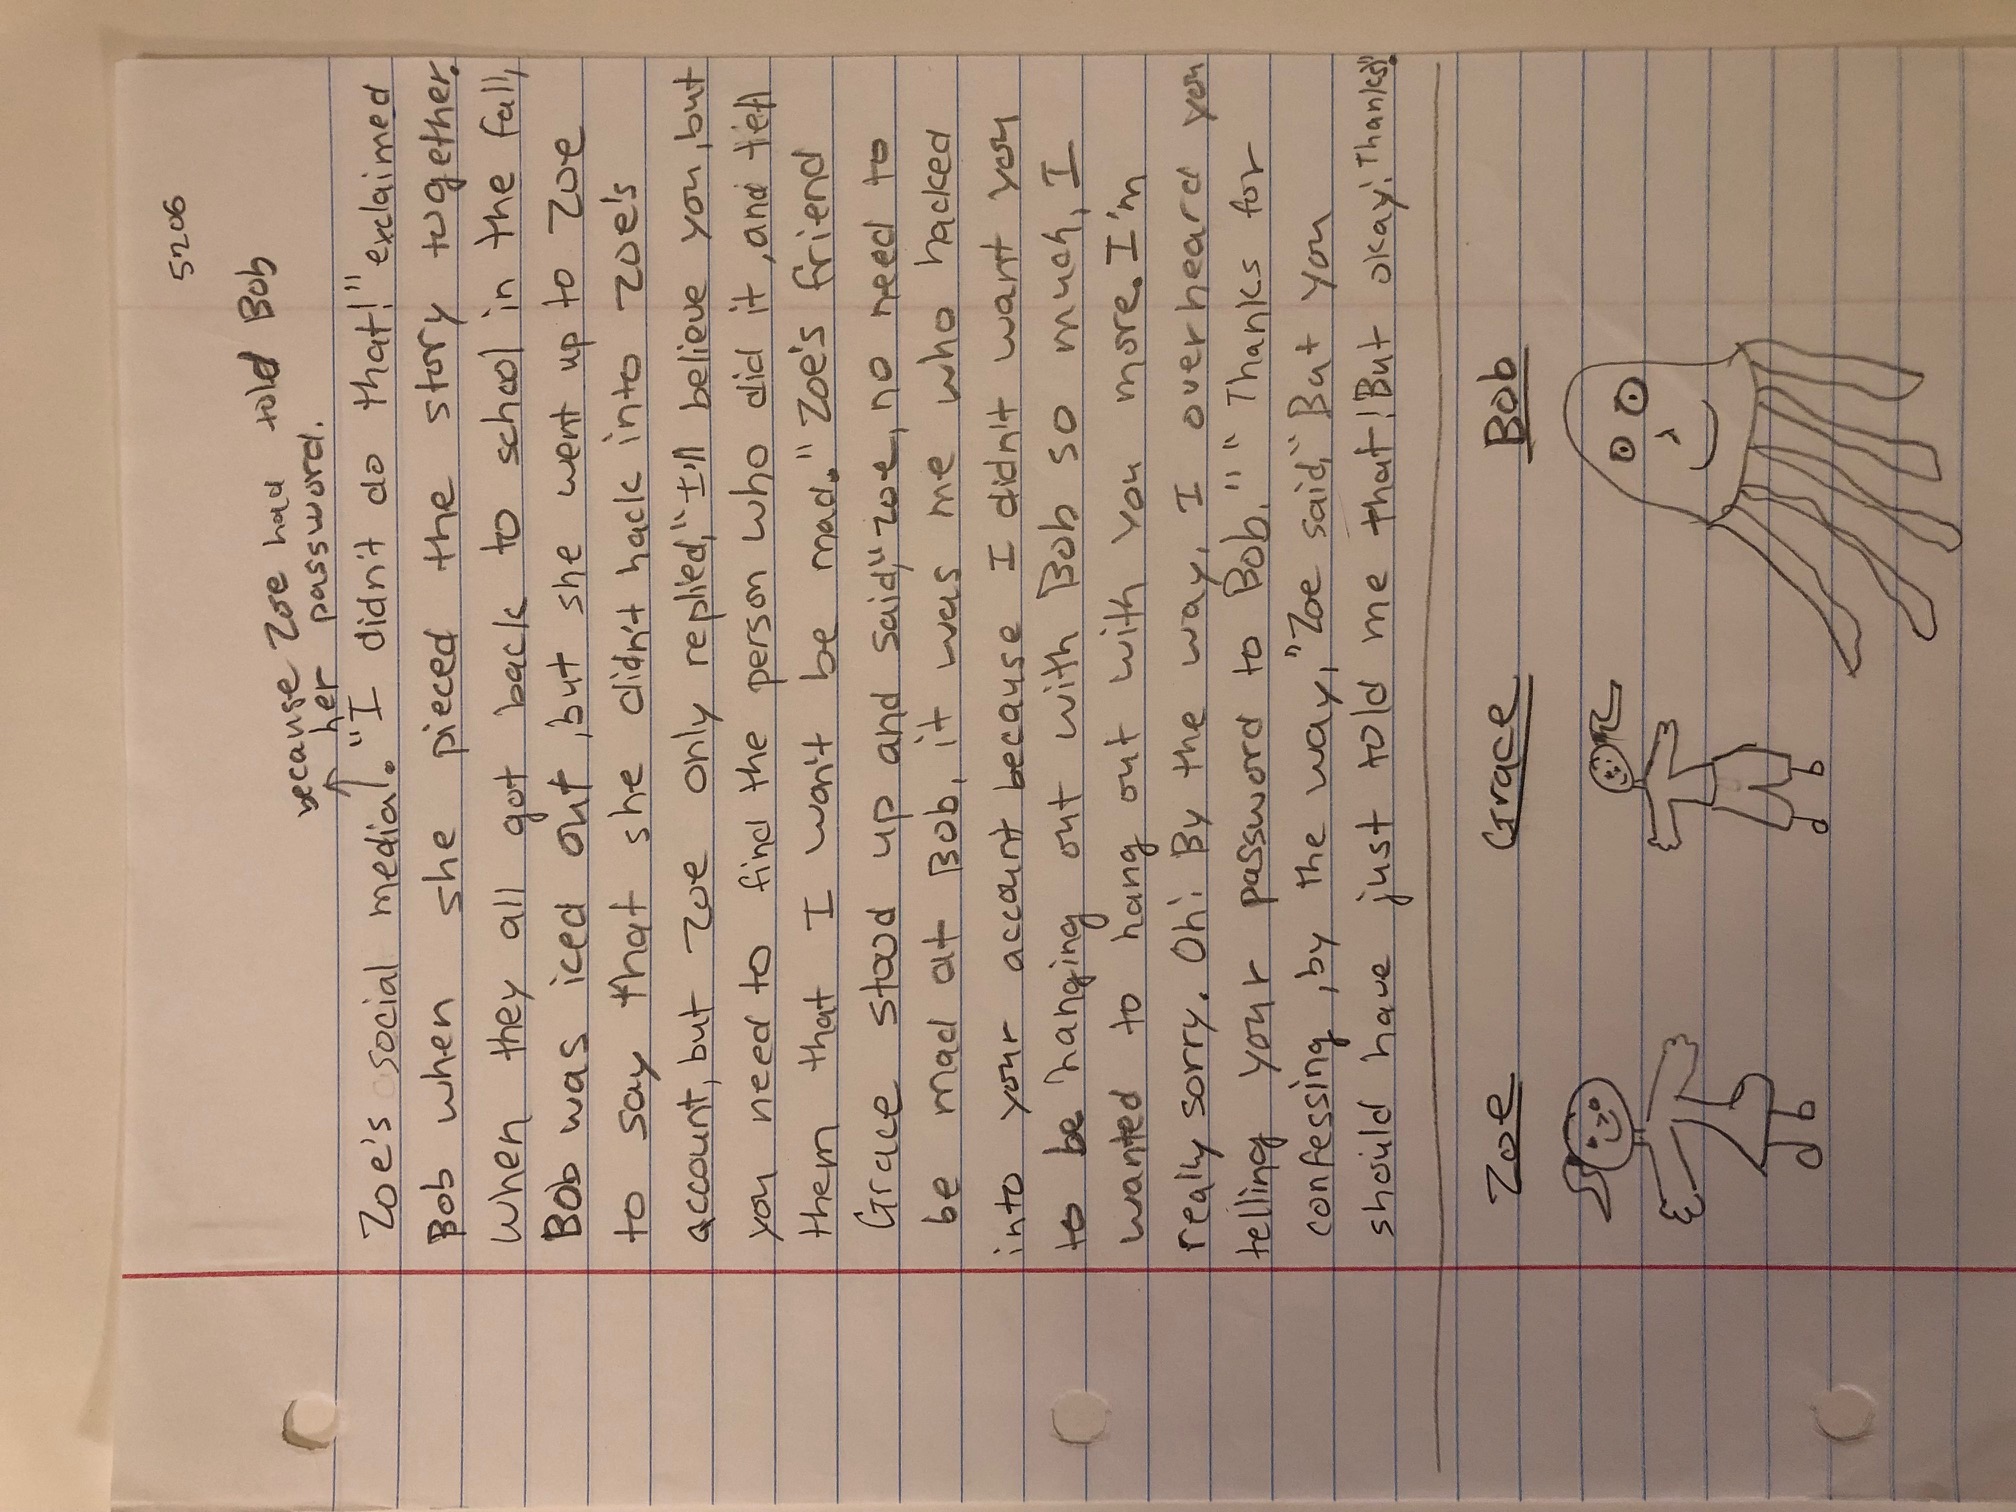 5206
because Zoe had told Bob
her password.
Zoe's social media. "I didn't do that!" exclaimed
Bob when she pieced the story together.
When they all got back to school in the fall,
Bob was iced out, but she went up to Zoe
to say that she didn't hack into Zoe's
account, but Zoe only replied, "I'll believe you, but
you need to find the person who did it, and tell
them that I won't be mad." Zoe's friend
Grace stood up and said, "Zoe, no need to
be mad at Bob, it was me who hacked
into your account because I didn't want you
to be hanging out with Bob so much, I
wanted to hang out with you more. I'm
really sorry. Oh! By the way, I overheard you
telling your password to Bob." "Thanks for
confessing, by the way," Zoe said, "But you
should have just told me that! But okay! Thanks!"
Zoe Grace Bob